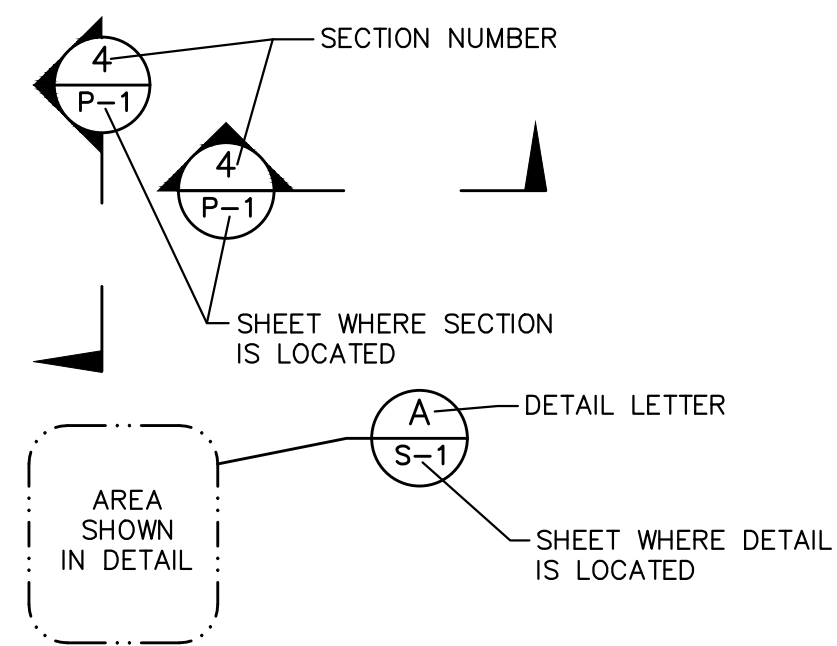 4
P-1
SECTION NUMBER
4
P-1
SHEET WHERE SECTION
IS LOCATED
A
S-1
DETAIL LETTER
AREA
SHOWN
IN DETAIL
SHEET WHERE DETAIL
IS LOCATED